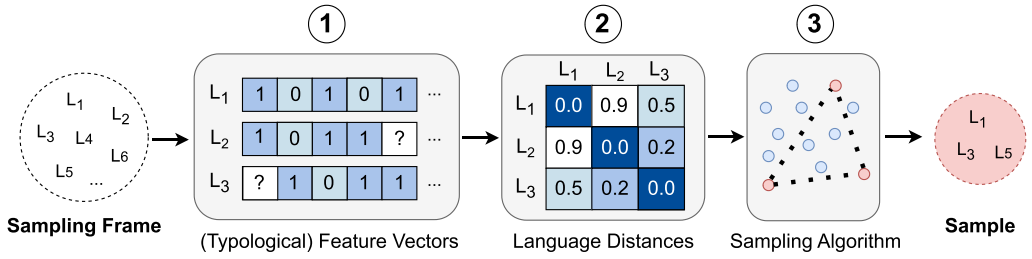 ① ② ③
L1 L2 L3 L4 L6 L5 ...
Sampling Frame
L1 1 0 1 0 1 ...
L2 1 0 1 1 ? ...
L3 ? 1 0 1 1 ...
(Typological) Feature Vectors
L1 L2 L3
L1 0.0 0.9 0.5
L2 0.9 0.0 0.2
L3 0.5 0.2 0.0
Language Distances
Sampling Algorithm
L1
L3 L5
Sample